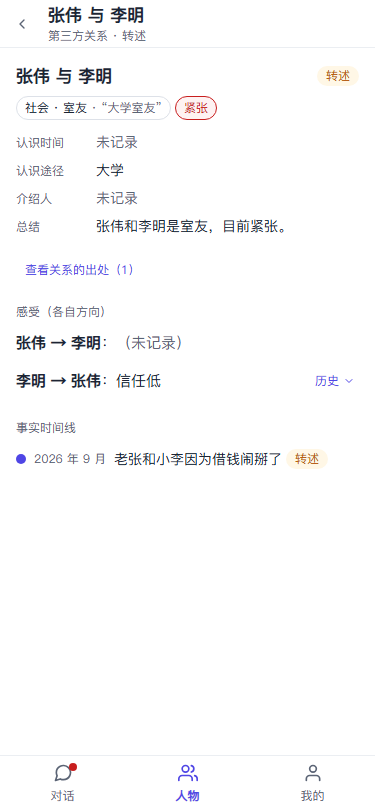 张伟 与 李明
第三方关系 · 转述
张伟 与 李明 转述
社会 · 室友 · “大学室友” 紧张
认识时间 未记录
认识途径 大学
介绍人 未记录
总结 张伟和李明是室友，目前紧张。
查看关系的出处（1）
感受（各自方向）
张伟 → 李明：（未记录）
李明 → 张伟：信任低 历史
事实时间线
2026 年 9 月 老张和小李因为借钱闹掰了 转述
对话 人物 我的